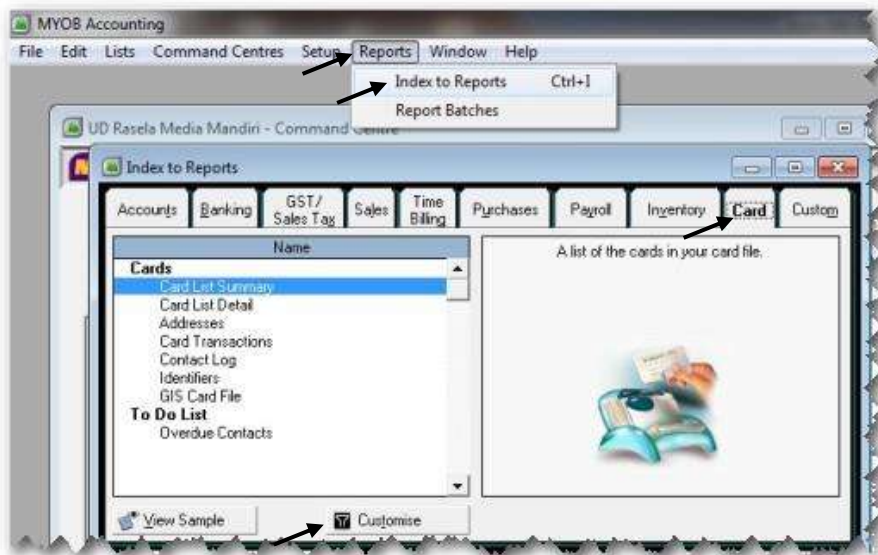 MYOB Accounting
File Edit Lists Command Centres Setup Reports Window Help
Index to Reports Ctrl+I
Report Batches
UD Rasela Media Mandiri - Command Centre
Index to Reports
Accounts Banking GST/ Sales Tax Sales Time Billing Purchases Payroll Inventory Card Custom
Name
A list of the cards in your card file.
Cards
Card List Summary
Card List Detail
Addresses
Card Transactions
Contact Log
Identifiers
GIS Card File
To Do List
Overdue Contacts
View Sample Customise